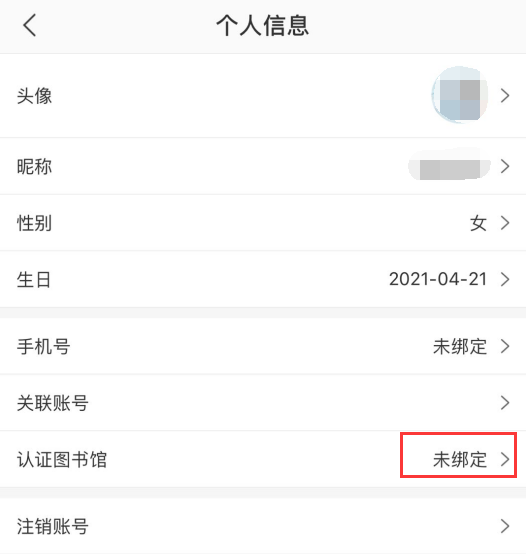 个人信息
头像
昵称
性别 女
生日 2021-04-21
手机号 未绑定
关联账号
认证图书馆 未绑定
注销账号